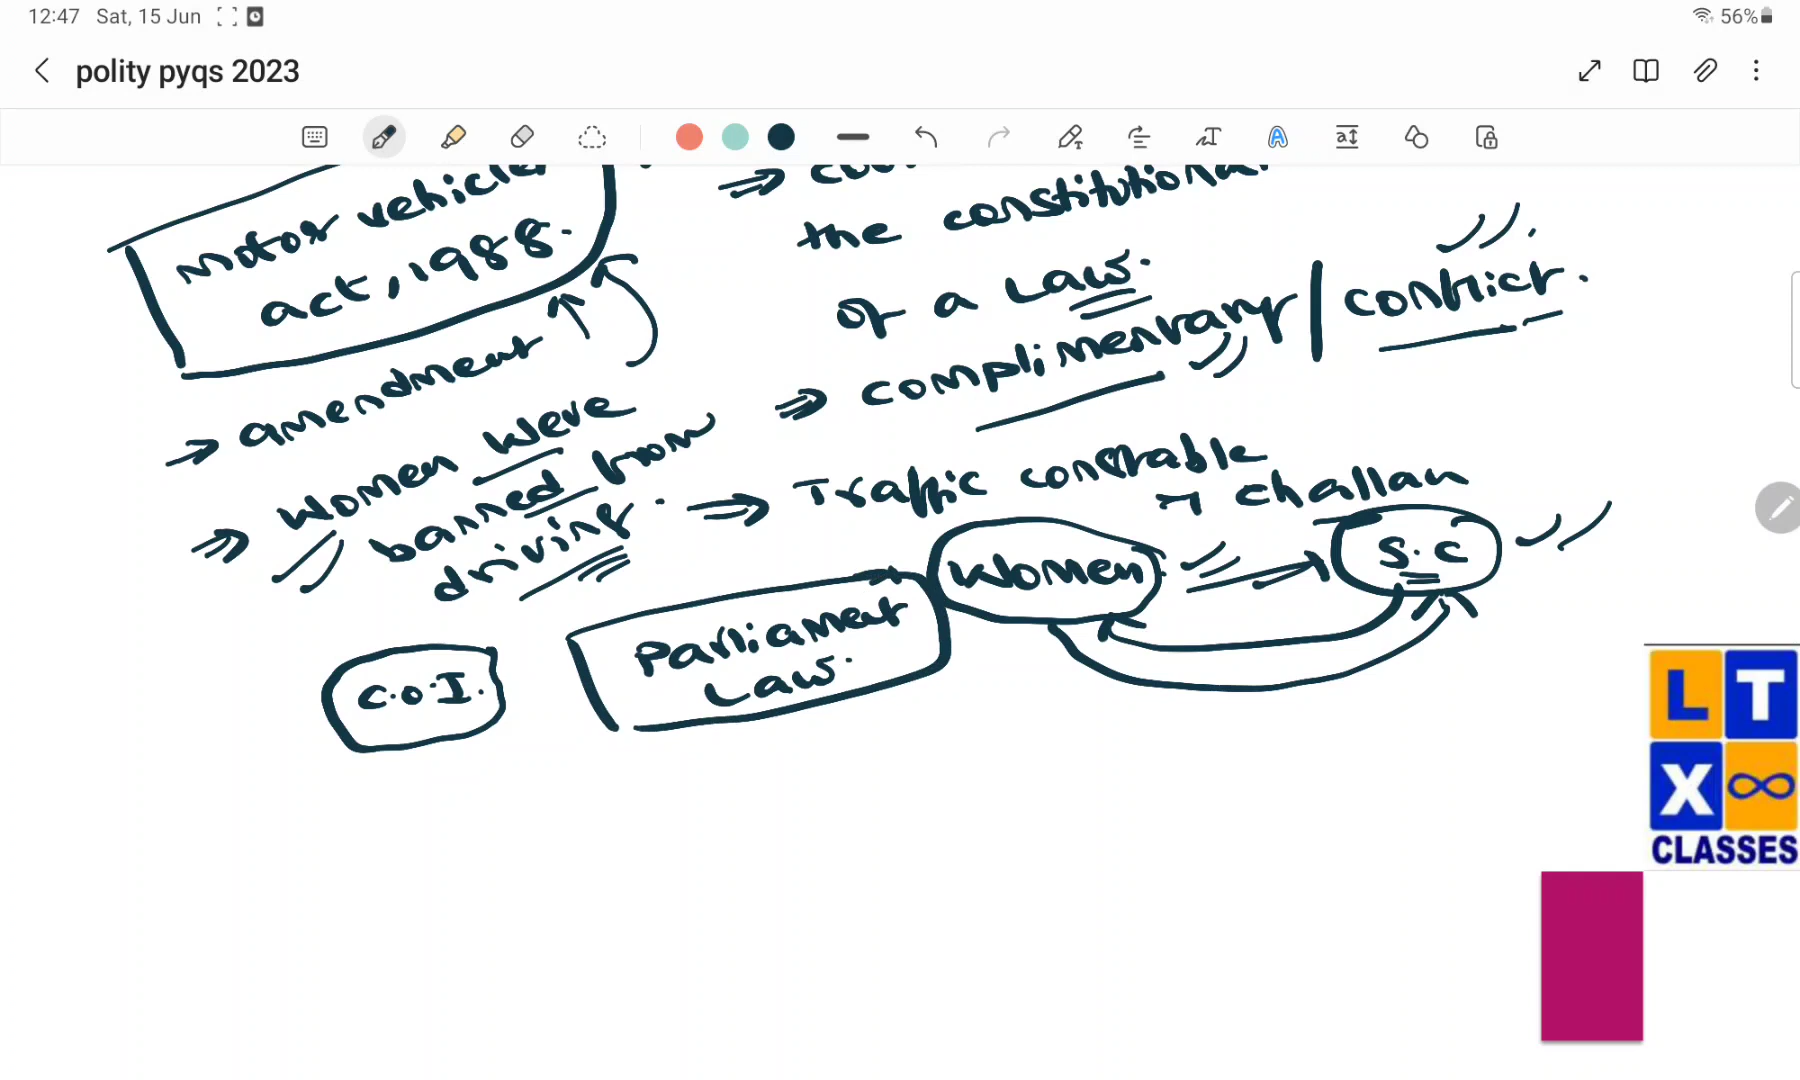 12:47 Sat, 15 Jun
56%
polity pyqs 2023
Motor vehicles
act, 1988.
→ amendment
⇒ Women were
banned from
driving.
the constitutional
of a Law.
⇒ complimentary / conflict.
⇒ Traffic constable
→ challan
Women → S.C
Parliament
Law.
C.O.I.
L T
X ∞
CLASSES